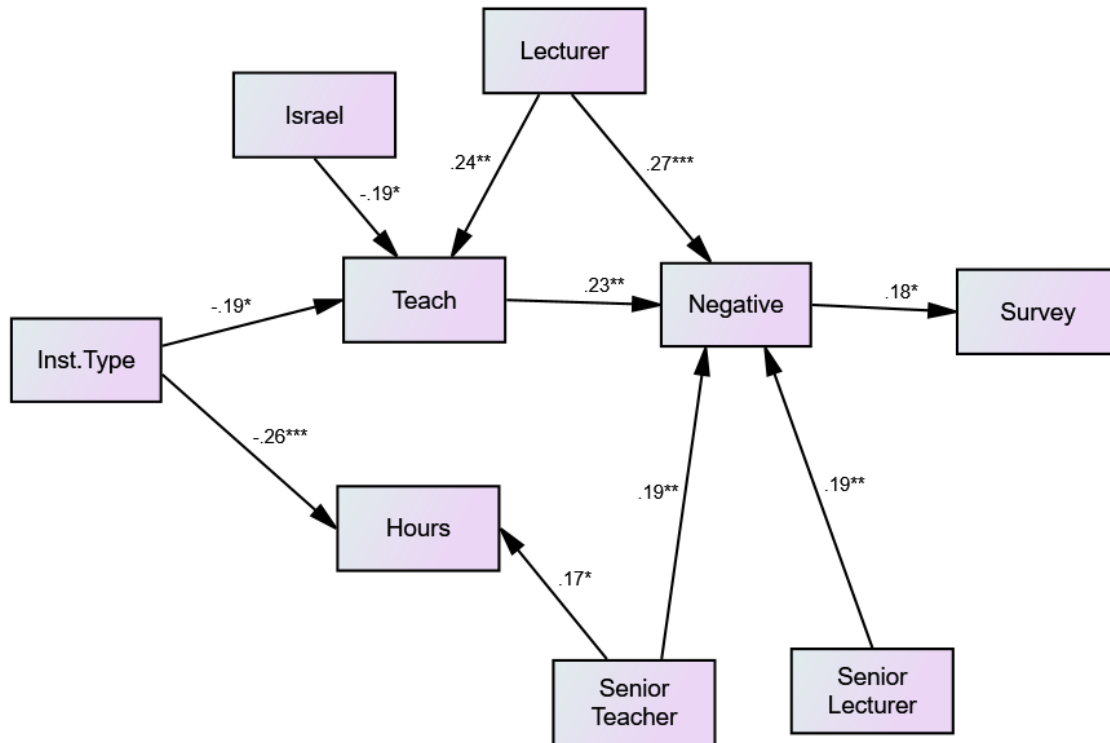 Lecturer
Israel
.24**
.27***
-.19*
Teach
.23**
Negative
.18*
Survey
-.19*
Inst.Type
-.26***
Hours
.19**
.19**
.17*
Senior
Teacher
Senior
Lecturer